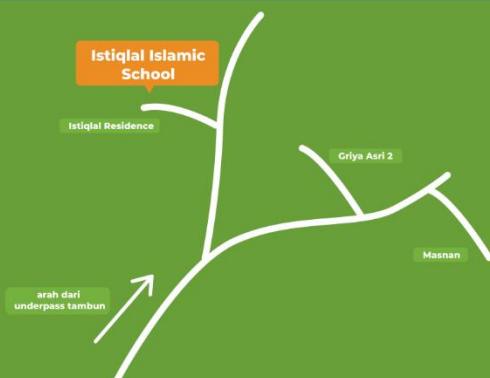 Istiqlal Islamic
School
Istiqlal Residence
Griya Asri 2
Masnan
arah dari
underpass tambun